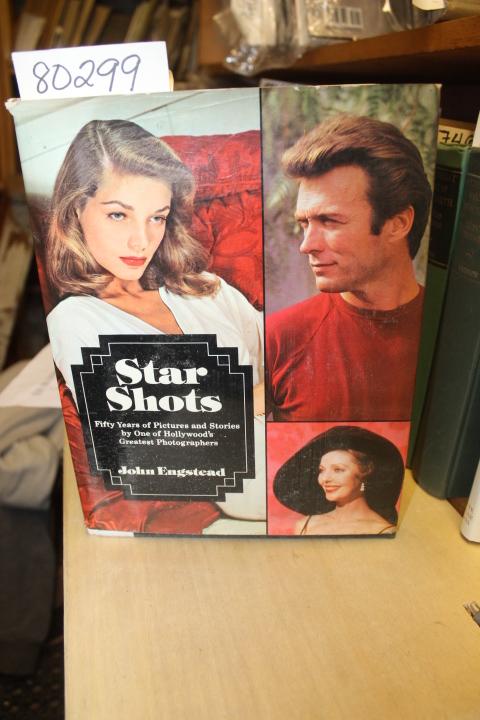 80299
Star
Shots
Fifty Years of Pictures and Stories
by One of Hollywood's
Greatest Photographers
John Engstead